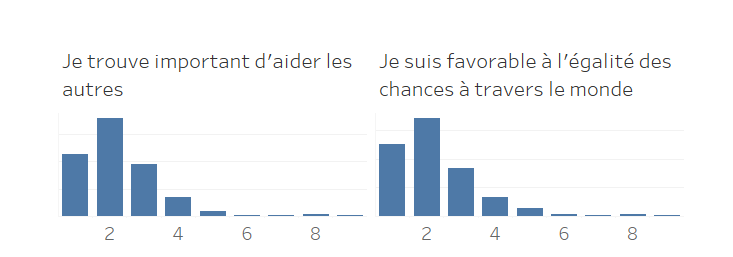 Je trouve important d'aider les
autres
Je suis favorable à l'égalité des
chances à travers le monde
2 4 6 8
2 4 6 8